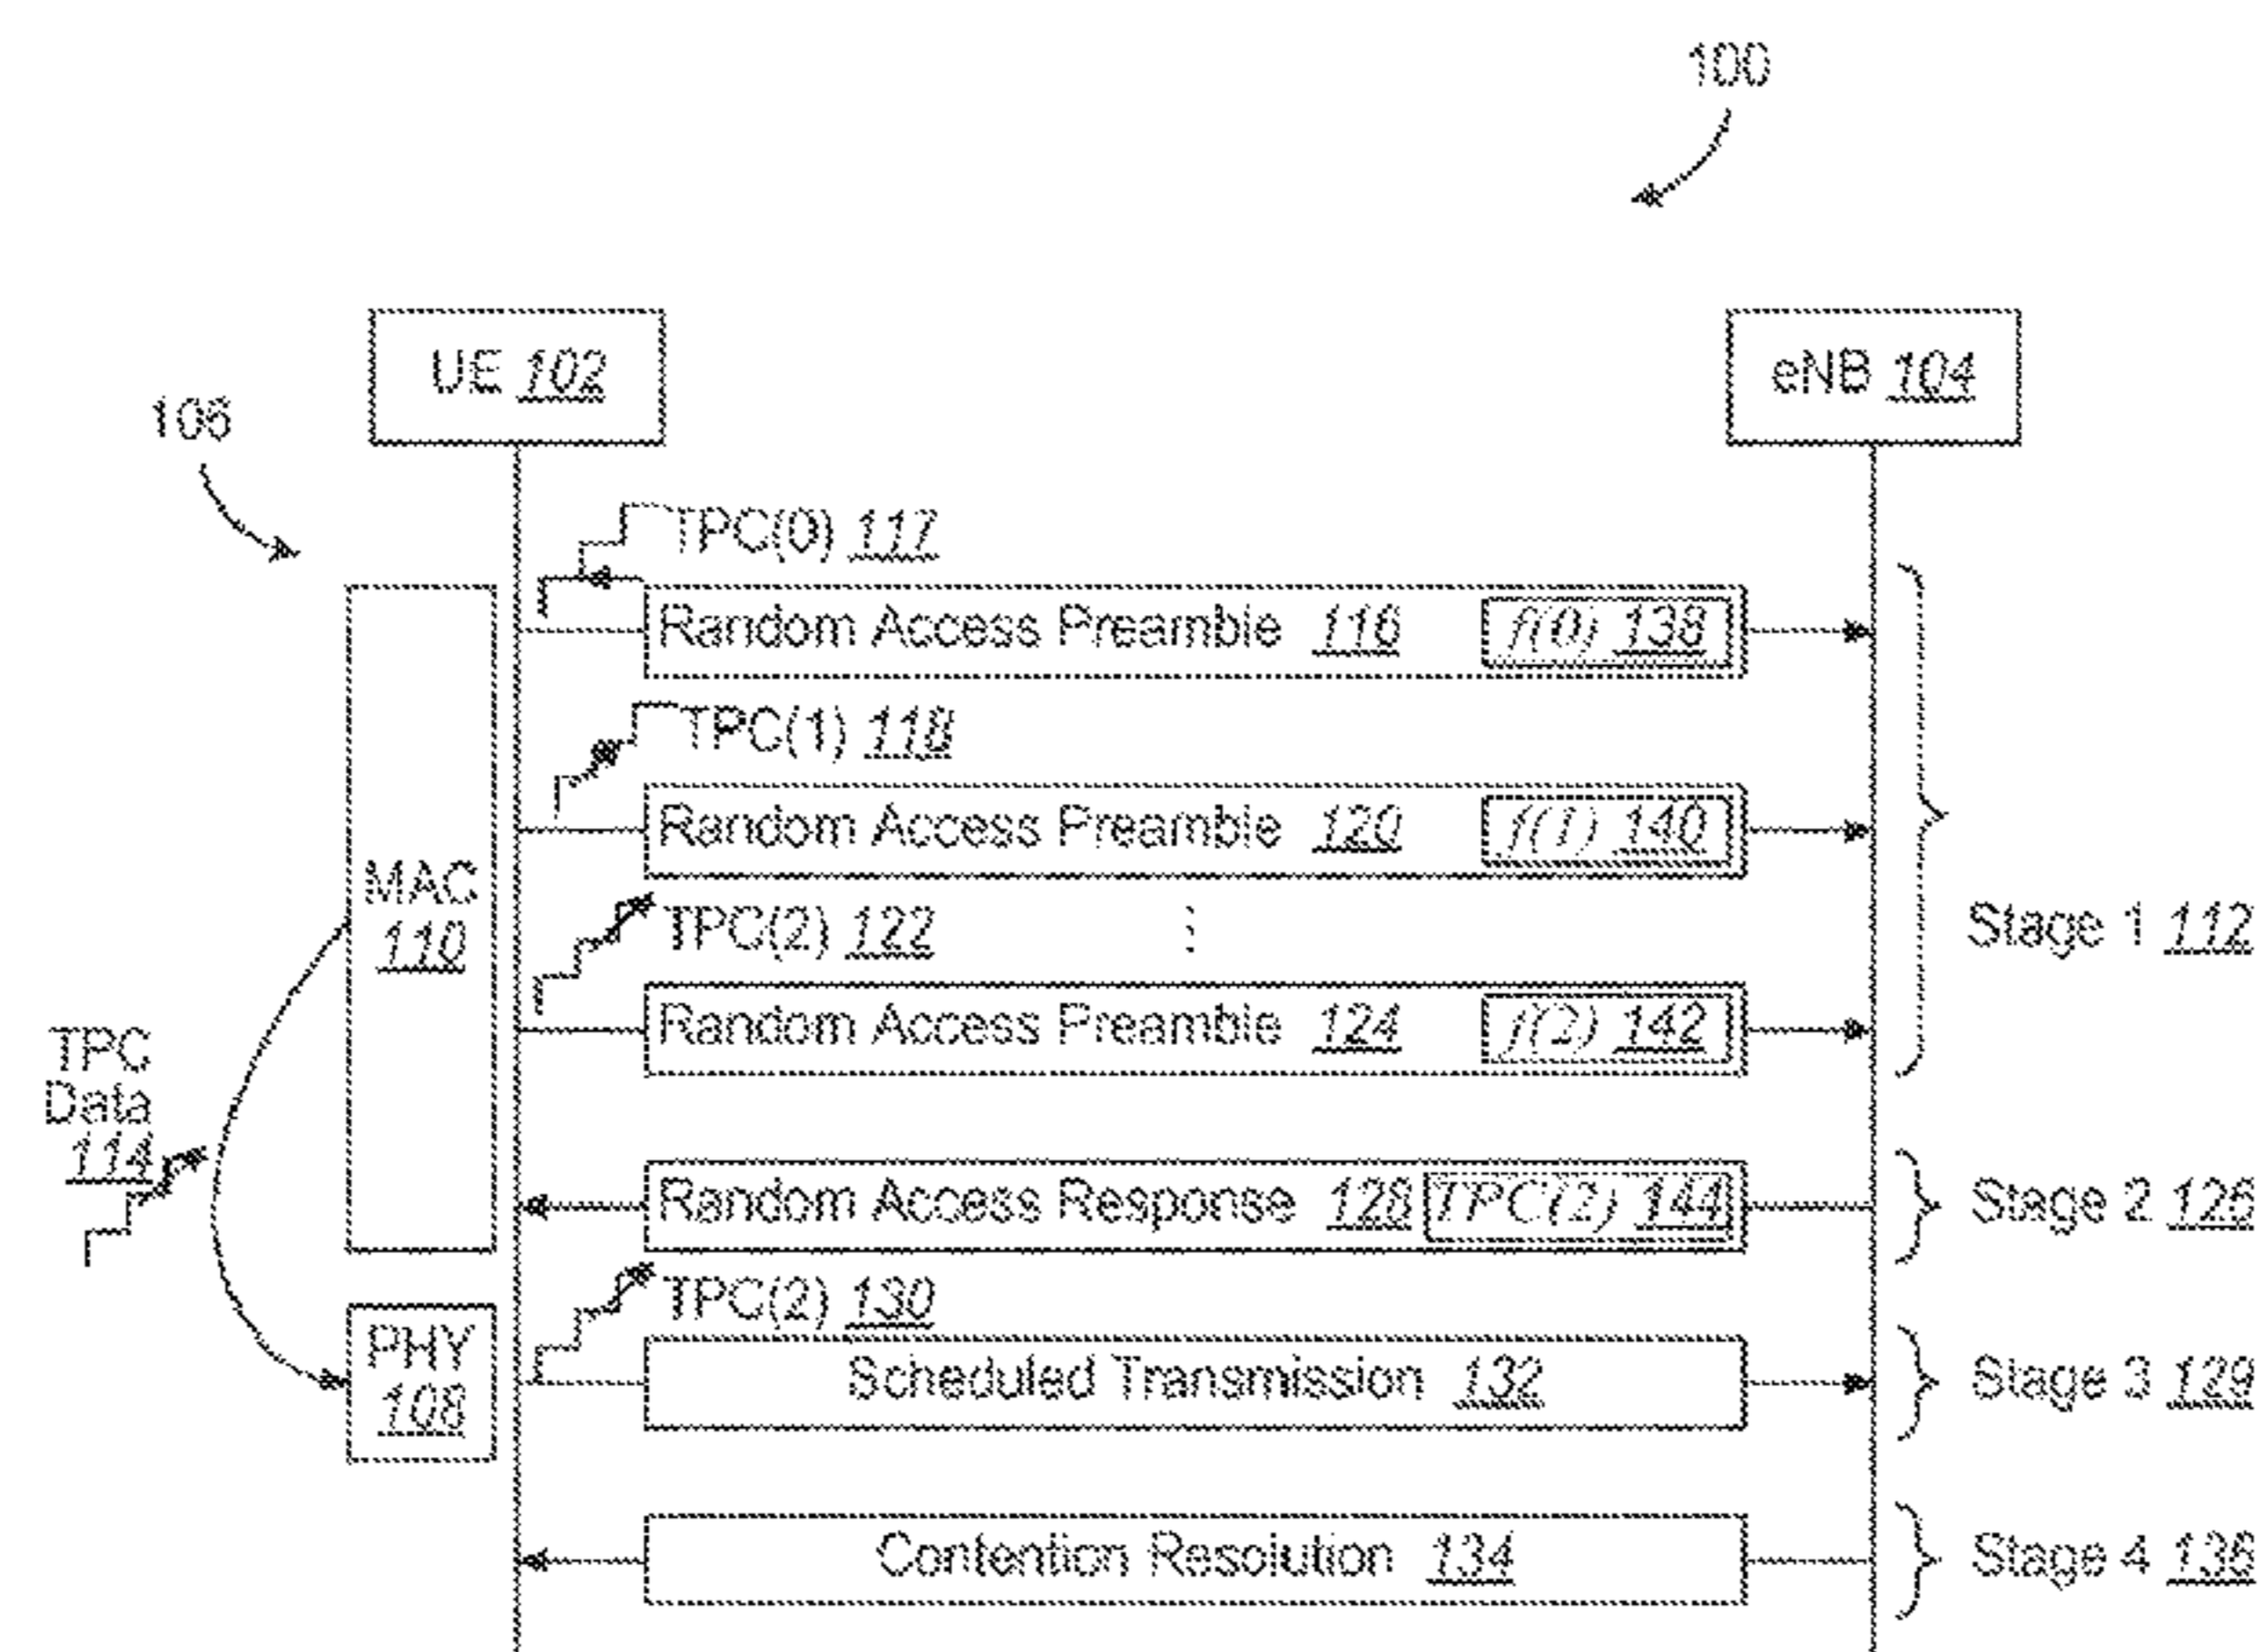 100
UE 102
eNB 104
106
TPC(0) 117
Random Access Preamble 116 f(0) 138
TPC(1) 118
Random Access Preamble 120 f(1) 140
MAC
110
TPC(2) 122
⋮
Stage 1 112
Random Access Preamble 124 f(2) 142
TPC
Data
114
Random Access Response 128 TPC(2) 144
Stage 2 126
TPC(2) 130
PHY
108
Scheduled Transmission 132
Stage 3 129
Contention Resolution 134
Stage 4 136